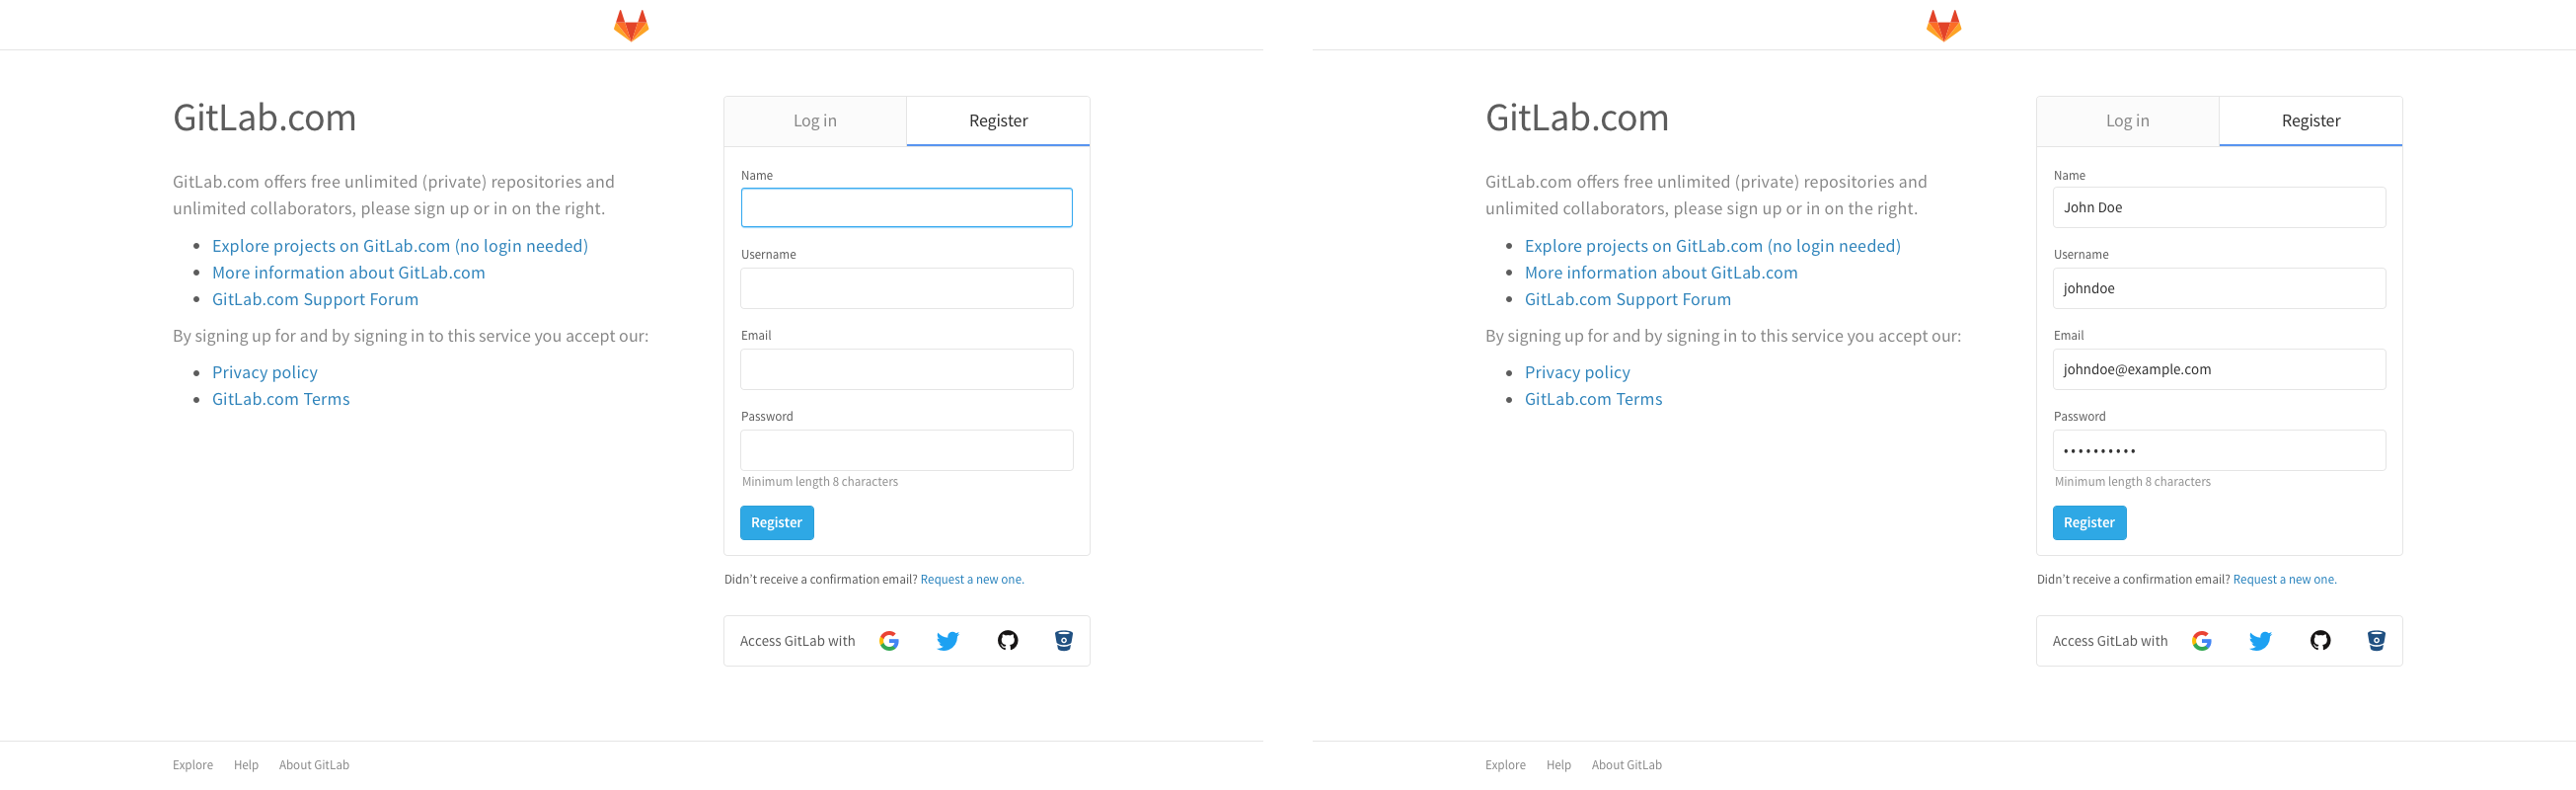 GitLab.com
GitLab.com offers free unlimited (private) repositories and
unlimited collaborators, please sign up or in on the right.
Explore projects on GitLab.com (no login needed)
More information about GitLab.com
GitLab.com Support Forum
By signing up for and by signing in to this service you accept our:
Privacy policy
GitLab.com Terms
Log in
Register
Name
Username
Email
Password
Minimum length 8 characters
Register
Didn't receive a confirmation email? Request a new one.
Access GitLab with
Explore
Help
About GitLab
GitLab.com
GitLab.com offers free unlimited (private) repositories and
unlimited collaborators, please sign up or in on the right.
Explore projects on GitLab.com (no login needed)
More information about GitLab.com
GitLab.com Support Forum
By signing up for and by signing in to this service you accept our:
Privacy policy
GitLab.com Terms
Log in
Register
Name
John Doe
Username
johndoe
Email
johndoe@example.com
Password
••••••••••
Minimum length 8 characters
Register
Didn't receive a confirmation email? Request a new one.
Access GitLab with
Explore
Help
About GitLab